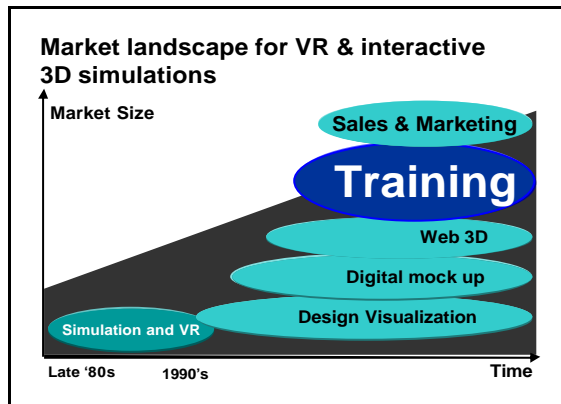 Market landscape for VR & interactive
3D simulations
Market Size
Sales & Marketing
Training
Web 3D
Digital mock up
Design Visualization
Simulation and VR
Late ‘80s
1990’s
Time